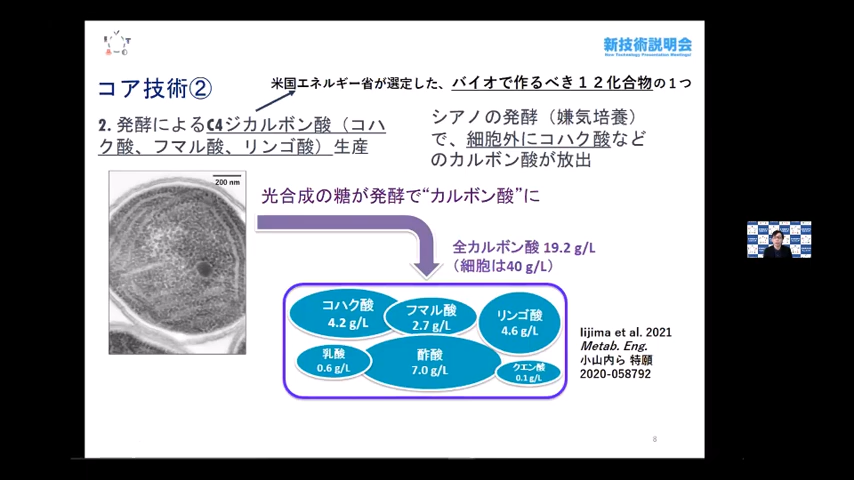 新技術説明会
New Technology Presentation Meetings!
コア技術②
米国エネルギー省が選定した、バイオで作るべき１２化合物の１つ
2. 発酵によるC4ジカルボン酸（コハ
ク酸、フマル酸、リンゴ酸）生産
シアノの発酵（嫌気培養）
で、細胞外にコハク酸など
のカルボン酸が放出
200 nm
光合成の糖が発酵で“カルボン酸”に
全カルボン酸 19.2 g/L
（細胞は40 g/L）
コハク酸
4.2 g/L
フマル酸
2.7 g/L
リンゴ酸
4.6 g/L
乳酸
0.6 g/L
酢酸
7.0 g/L
クエン酸
0.1 g/L
Iijima et al. 2021
Metab. Eng.
小山内ら 特願
2020-058792
8